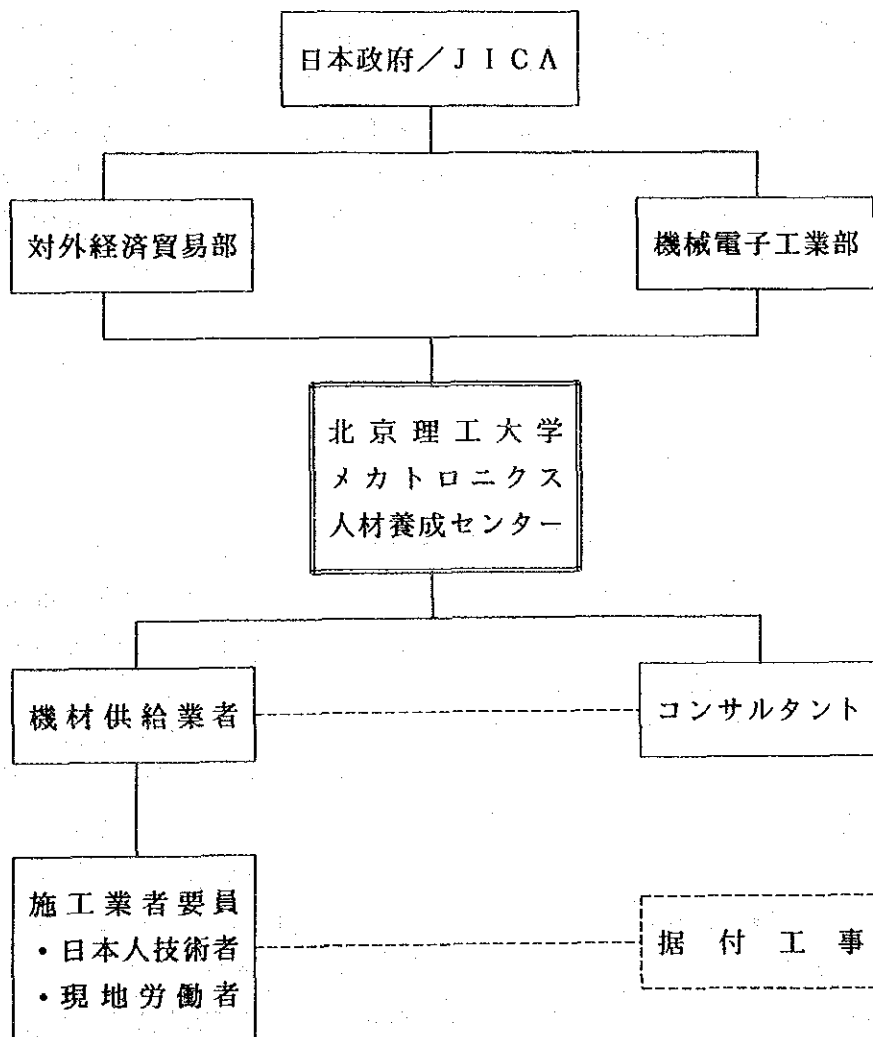 日本政府／JICA
対外経済貿易部
機械電子工業部
北京理工大学
メカトロニクス
人材養成センター
機材供給業者
コンサルタント
施工業者要員
・日本人技術者
・現地労働者
据付工事